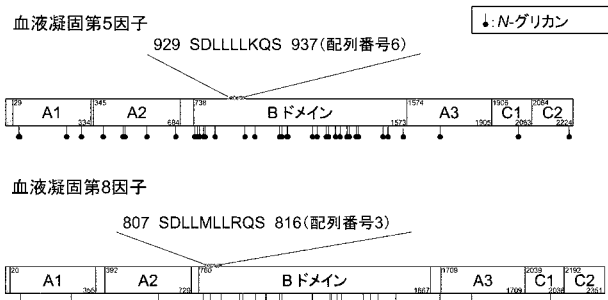 血液凝固第5因子
●:N-グリカン
929 SDLLLLKQS 937(配列番号6)
29 A1 334 345 A2 684 738 Bドメイン 1573 1574 A3 1905 1906 C1 2063 2064 C2 2224
血液凝固第8因子
807 SDLLMLLRQS 816(配列番号3)
20 A1 355 392 A2 729 760 Bドメイン 1667 1709 A3 1709 2039 C1 2036 2192 C2 2351